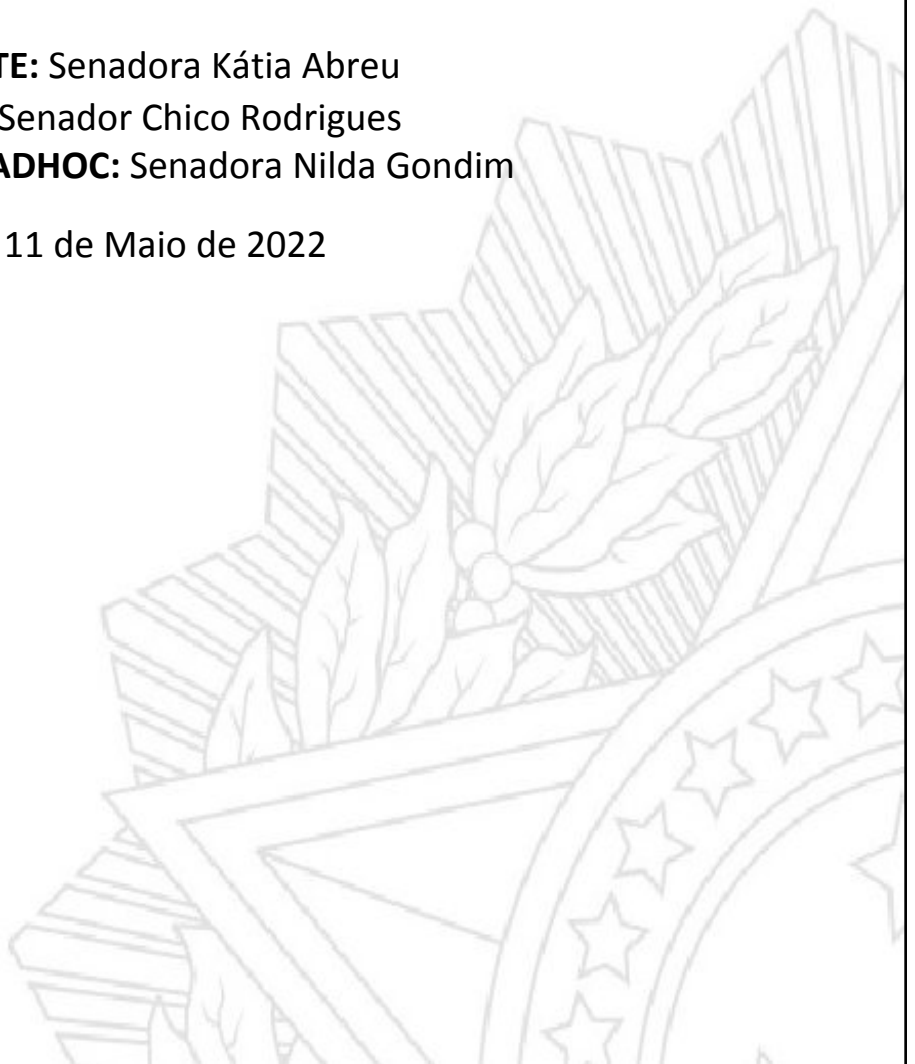 TE: Senadora Kátia Abreu
Senador Chico Rodrigues
ADHOC: Senadora Nilda Gondim
11 de Maio de 2022